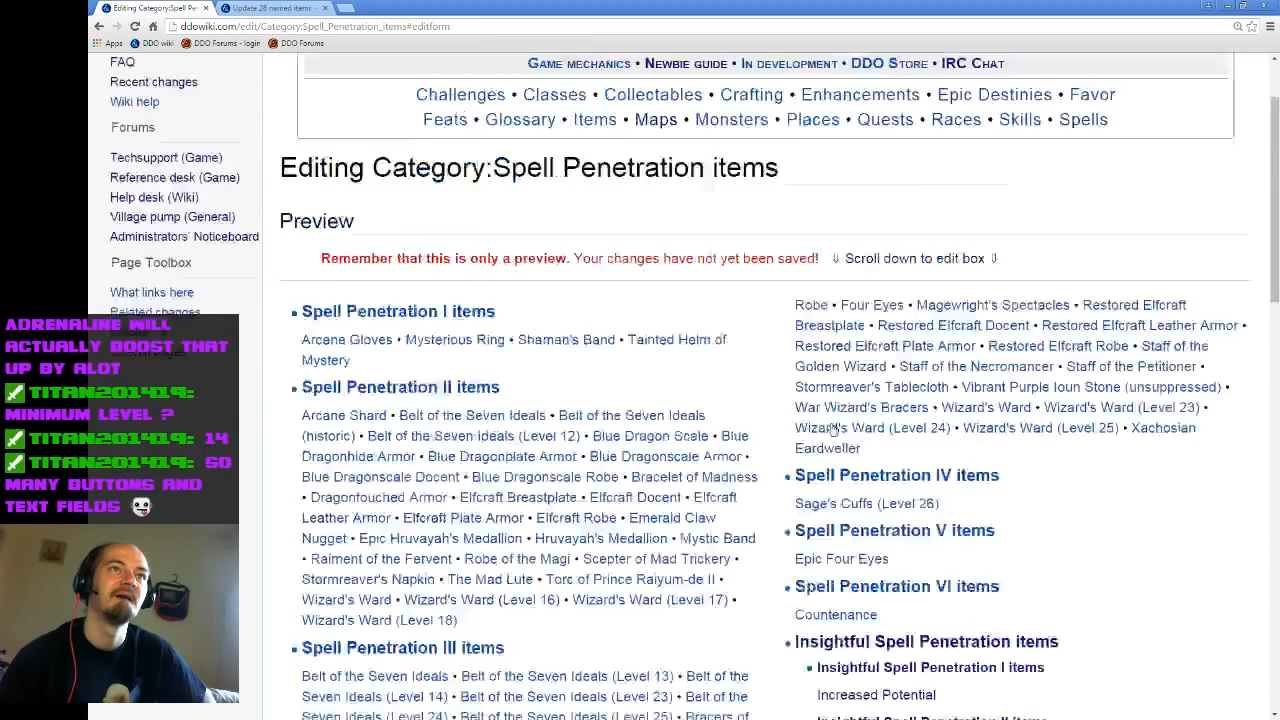 Editing Category:Spell Pe
Update 28 named items -
ddowiki.com/edit/Category:Spell_Penetration_items#editform
Apps DDO wiki DDO Forums - login DDO Forums
FAQ
Recent changes
Wiki help
Forums
Techsupport (Game)
Reference desk (Game)
Help desk (Wiki)
Village pump (General)
Administrators' Noticeboard
Page Toolbox
What links here
Related changes
ADRENALINE WILL
ACTUALLY BOOST THAT
UP BY ALOT
TITAN201419:
MINIMUM LEVEL ?
TITAN201419: 14
TITAN201419: SO
MANY BUTTONS AND
TEXT FIELDS
Game mechanics • Newbie guide • In development • DDO Store • IRC Chat
Challenges • Classes • Collectables • Crafting • Enhancements • Epic Destinies • Favor
Feats • Glossary • Items • Maps • Monsters • Places • Quests • Races • Skills • Spells
Editing Category:Spell Penetration items
Preview
Remember that this is only a preview. Your changes have not yet been saved! ⇓ Scroll down to edit box ⇓
Spell Penetration I items
Arcane Gloves • Mysterious Ring • Shaman's Band • Tainted Helm of
Mystery
Spell Penetration II items
Arcane Shard • Belt of the Seven Ideals • Belt of the Seven Ideals
(historic) • Belt of the Seven Ideals (Level 12) • Blue Dragon Scale • Blue
Dragonhide Armor • Blue Dragonplate Armor • Blue Dragonscale Armor •
Blue Dragonscale Docent • Blue Dragonscale Robe • Bracelet of Madness
• Dragontouched Armor • Elfcraft Breastplate • Elfcraft Docent • Elfcraft
Leather Armor • Elfcraft Plate Armor • Elfcraft Robe • Emerald Claw
Nugget • Epic Hruvayah's Medallion • Hruvayah's Medallion • Mystic Band
• Raiment of the Fervent • Robe of the Magi • Scepter of Mad Trickery •
Stormreaver's Napkin • The Mad Lute • Torc of Prince Raiyum-de II •
Wizard's Ward • Wizard's Ward (Level 16) • Wizard's Ward (Level 17) •
Wizard's Ward (Level 18)
Spell Penetration III items
Belt of the Seven Ideals • Belt of the Seven Ideals (Level 13) • Belt of the
Seven Ideals (Level 14) • Belt of the Seven Ideals (Level 23) • Belt of the
Seven Ideals (Level 24) • Belt of the Seven Ideals (Level 25) • Bracers of
Robe • Four Eyes • Magewright's Spectacles • Restored Elfcraft
Breastplate • Restored Elfcraft Docent • Restored Elfcraft Leather Armor •
Restored Elfcraft Plate Armor • Restored Elfcraft Robe • Staff of the
Golden Wizard • Staff of the Necromancer • Staff of the Petitioner •
Stormreaver's Tablecloth • Vibrant Purple Ioun Stone (unsuppressed) •
War Wizard's Bracers • Wizard's Ward • Wizard's Ward (Level 23) •
Wizard's Ward (Level 24) • Wizard's Ward (Level 25) • Xachosian
Eardweller
Spell Penetration IV items
Sage's Cuffs (Level 26)
Spell Penetration V items
Epic Four Eyes
Spell Penetration VI items
Countenance
Insightful Spell Penetration items
Insightful Spell Penetration I items
Increased Potential